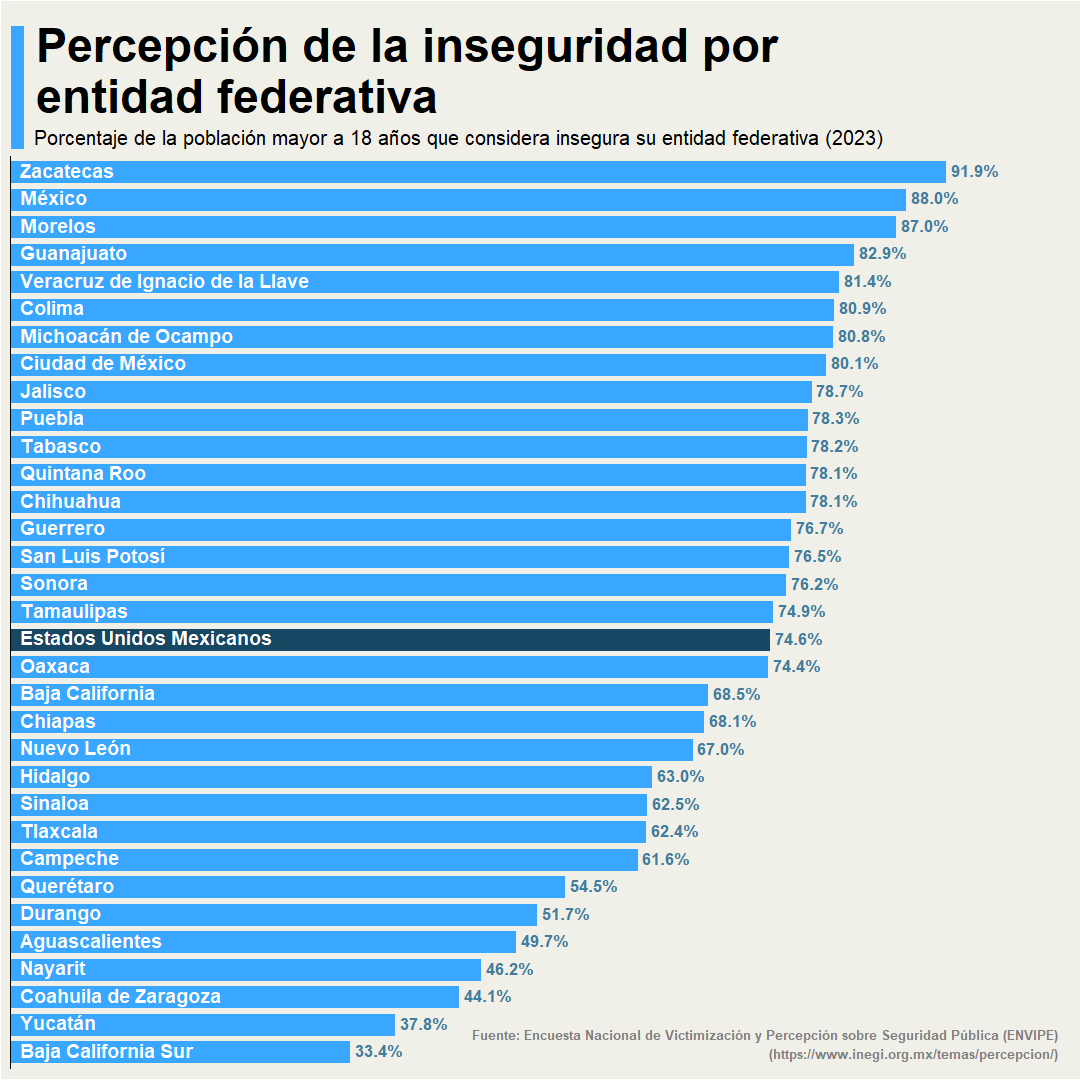 Percepción de la inseguridad por
entidad federativa
Porcentaje de la población mayor a 18 años que considera insegura su entidad federativa (2023)
Zacatecas 91.9%
México 88.0%
Morelos 87.0%
Guanajuato 82.9%
Veracruz de Ignacio de la Llave 81.4%
Colima 80.9%
Michoacán de Ocampo 80.8%
Ciudad de México 80.1%
Jalisco 78.7%
Puebla 78.3%
Tabasco 78.2%
Quintana Roo 78.1%
Chihuahua 78.1%
Guerrero 76.7%
San Luis Potosí 76.5%
Sonora 76.2%
Tamaulipas 74.9%
Estados Unidos Mexicanos 74.6%
Oaxaca 74.4%
Baja California 68.5%
Chiapas 68.1%
Nuevo León 67.0%
Hidalgo 63.0%
Sinaloa 62.5%
Tlaxcala 62.4%
Campeche 61.6%
Querétaro 54.5%
Durango 51.7%
Aguascalientes 49.7%
Nayarit 46.2%
Coahuila de Zaragoza 44.1%
Yucatán 37.8%
Baja California Sur 33.4%
Fuente: Encuesta Nacional de Victimización y Percepción sobre Seguridad Pública (ENVIPE)
(https://www.inegi.org.mx/temas/percepcion/)